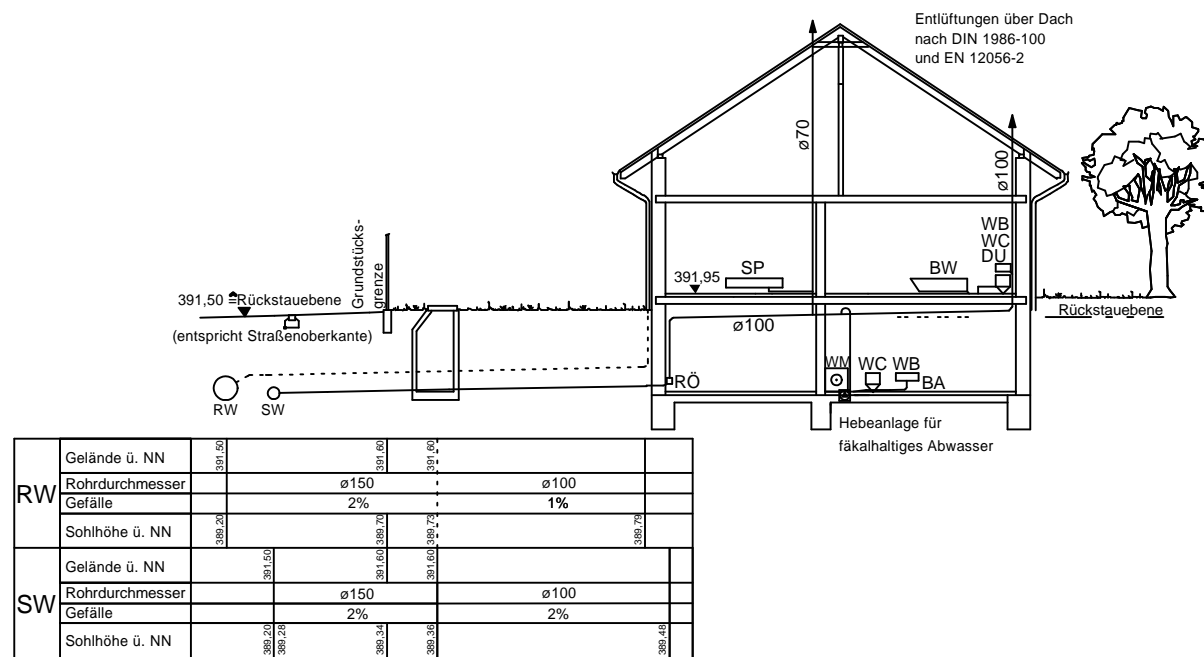 Entlüftungen über Dach
nach DIN 1986-100
und EN 12056-2
ø70
ø100
WB
WC
DU
SP
BW
391,95
Grundstücks-
grenze
391,50 ≙Rückstauebene
(entspricht Straßenoberkante)
ø100
Rückstauebene
RW
SW
RÖ
WM
WC
WB
BA
Hebeanlage für
fäkalhaltiges Abwasser
RW
Gelände ü. NN 391,50 391,60 391,60
Rohrdurchmesser ø150 ø100
Gefälle 2% 1%
Sohlhöhe ü. NN 389,20 389,70 389,73 389,79
SW
Gelände ü. NN 391,50 391,60 391,60
Rohrdurchmesser ø150 ø100
Gefälle 2% 2%
Sohlhöhe ü. NN 389,20 389,28 389,34 389,36 389,48